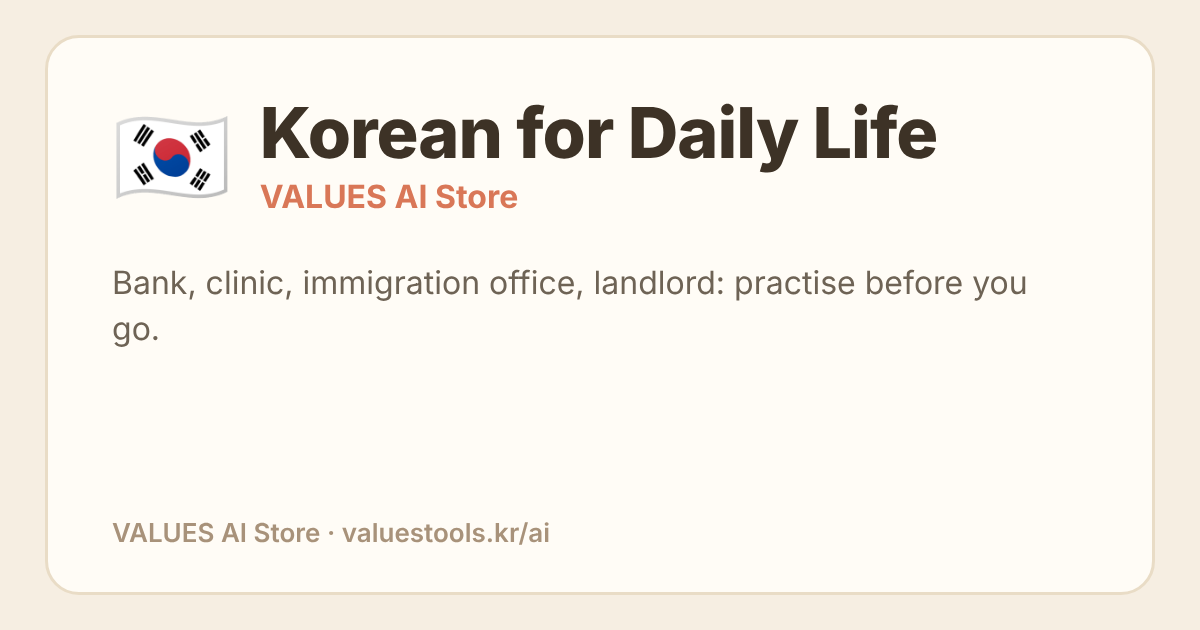 Korean for Daily Life
VALUES AI Store
Bank, clinic, immigration office, landlord: practise before you
go.
VALUES AI Store · valuestools.kr/ai